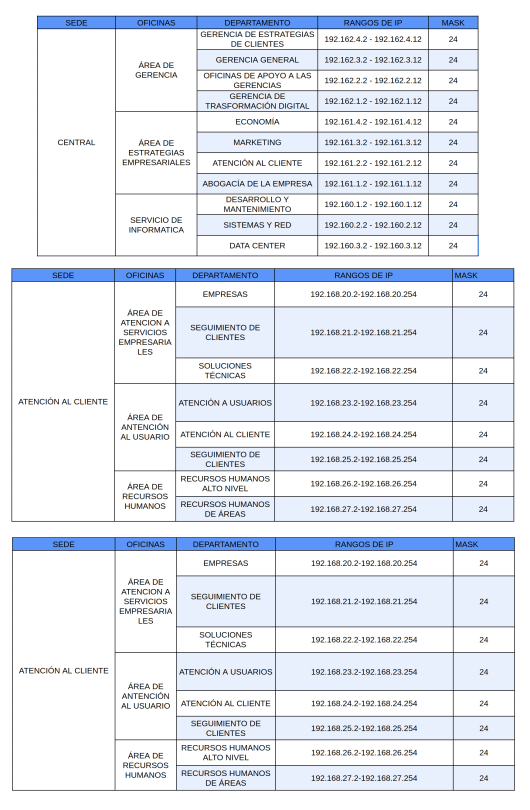 SEDE OFICINAS DEPARTAMENTO RANGOS DE IP MASK
CENTRAL
ÁREA DE
GERENCIA
GERENCIA DE ESTRATEGIAS
DE CLIENTES
192.162.4.2 - 192.162.4.12 24
GERENCIA GENERAL 192.162.3.2 - 192.162.3.12 24
OFICINAS DE APOYO A LAS
GERENCIAS
192.162.2.2 - 192.162.2.12 24
GERENCIA DE
TRASFORMACIÓN DIGITAL
192.162.1.2 - 192.162.1.12 24
ÁREA DE
ESTRATEGIAS
EMPRESARIALES
ECONOMÍA 192.161.4.2 - 192.161.4.12 24
MARKETING 192.161.3.2 - 192.161.3.12 24
ATENCIÓN AL CLIENTE 192.161.2.2 - 192.161.2.12 24
ABOGACÍA DE LA EMPRESA 192.161.1.2 - 192.161.1.12 24
SERVICIO DE
INFORMATICA
DESARROLLO Y
MANTENIMIENTO
192.160.1.2 - 192.160.1.12 24
SISTEMAS Y RED 192.160.2.2 - 192.160.2.12 24
DATA CENTER 192.160.3.2 - 192.160.3.12 24
SEDE OFICINAS DEPARTAMENTO RANGOS DE IP MASK
ATENCIÓN AL CLIENTE
ÁREA DE
ATENCION A
SERVICIOS
EMPRESARIA
LES
EMPRESAS 192.168.20.2-192.168.20.254 24
SEGUIMIENTO DE
CLIENTES
192.168.21.2-192.168.21.254 24
SOLUCIONES
TÉCNICAS
192.168.22.2-192.168.22.254 24
ÁREA DE
ANTENCIÓN
AL USUARIO
ATENCIÓN A USUARIOS 192.168.23.2-192.168.23.254 24
ATENCIÓN AL CLIENTE 192.168.24.2-192.168.24.254 24
SEGUIMIENTO DE
CLIENTES
192.168.25.2-192.168.25.254 24
ÁREA DE
RECURSOS
HUMANOS
RECURSOS HUMANOS
ALTO NIVEL
192.168.26.2-192.168.26.254 24
RECURSOS HUMANOS
DE ÁREAS
192.168.27.2-192.168.27.254 24
SEDE OFICINAS DEPARTAMENTO RANGOS DE IP MASK
ATENCIÓN AL CLIENTE
ÁREA DE
ATENCION A
SERVICIOS
EMPRESARIA
LES
EMPRESAS 192.168.20.2-192.168.20.254 24
SEGUIMIENTO DE
CLIENTES
192.168.21.2-192.168.21.254 24
SOLUCIONES
TÉCNICAS
192.168.22.2-192.168.22.254 24
ÁREA DE
ANTENCIÓN
AL USUARIO
ATENCIÓN A USUARIOS 192.168.23.2-192.168.23.254 24
ATENCIÓN AL CLIENTE 192.168.24.2-192.168.24.254 24
SEGUIMIENTO DE
CLIENTES
192.168.25.2-192.168.25.254 24
ÁREA DE
RECURSOS
HUMANOS
RECURSOS HUMANOS
ALTO NIVEL
192.168.26.2-192.168.26.254 24
RECURSOS HUMANOS
DE ÁREAS
192.168.27.2-192.168.27.254 24